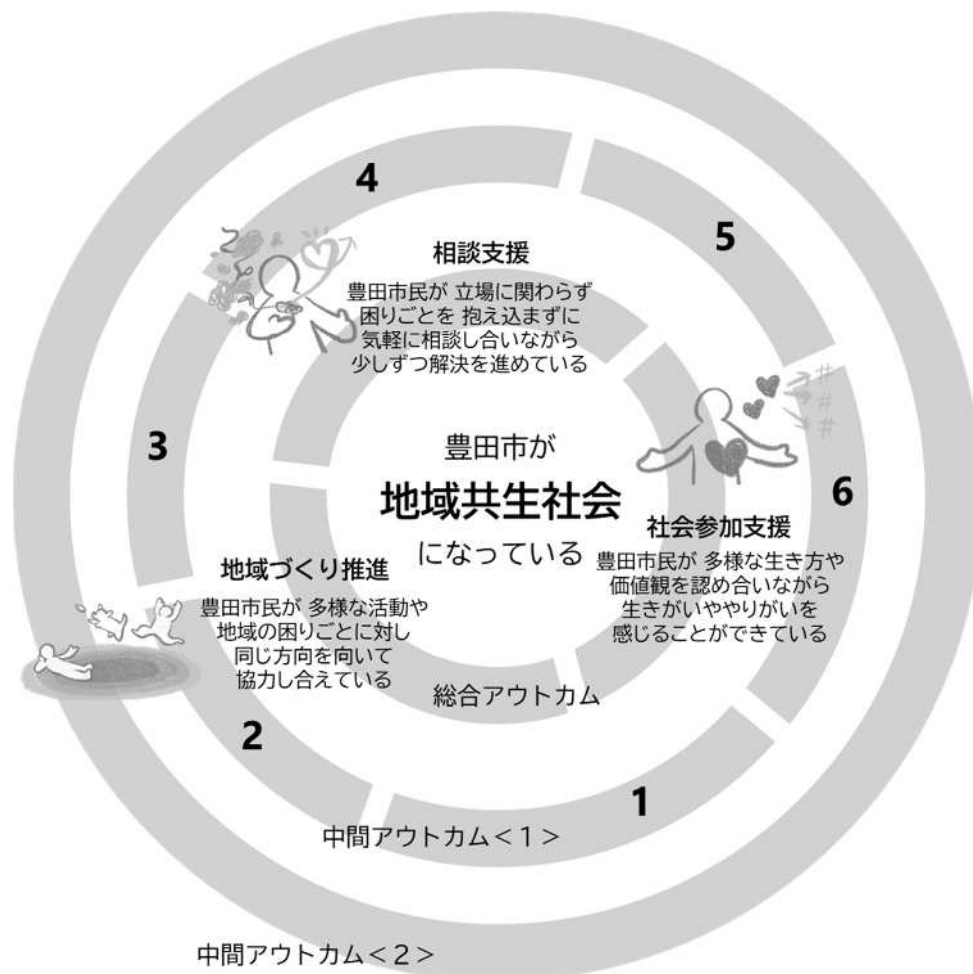 4
5
相談支援
豊田市民が 立場に関わらず
困りごとを 抱え込まずに
気軽に相談し合いながら
少しずつ解決を進めている
3
豊田市が
地域共生社会
になっている
6
社会参加支援
豊田市民が 多様な生き方や
価値観を認め合いながら
生きがいややりがいを
感じることができている
地域づくり推進
豊田市民が 多様な活動や
地域の困りごとに対し
同じ方向を向いて
協力し合えている
総合アウトカム
2
1
中間アウトカム＜１＞
中間アウトカム＜２＞